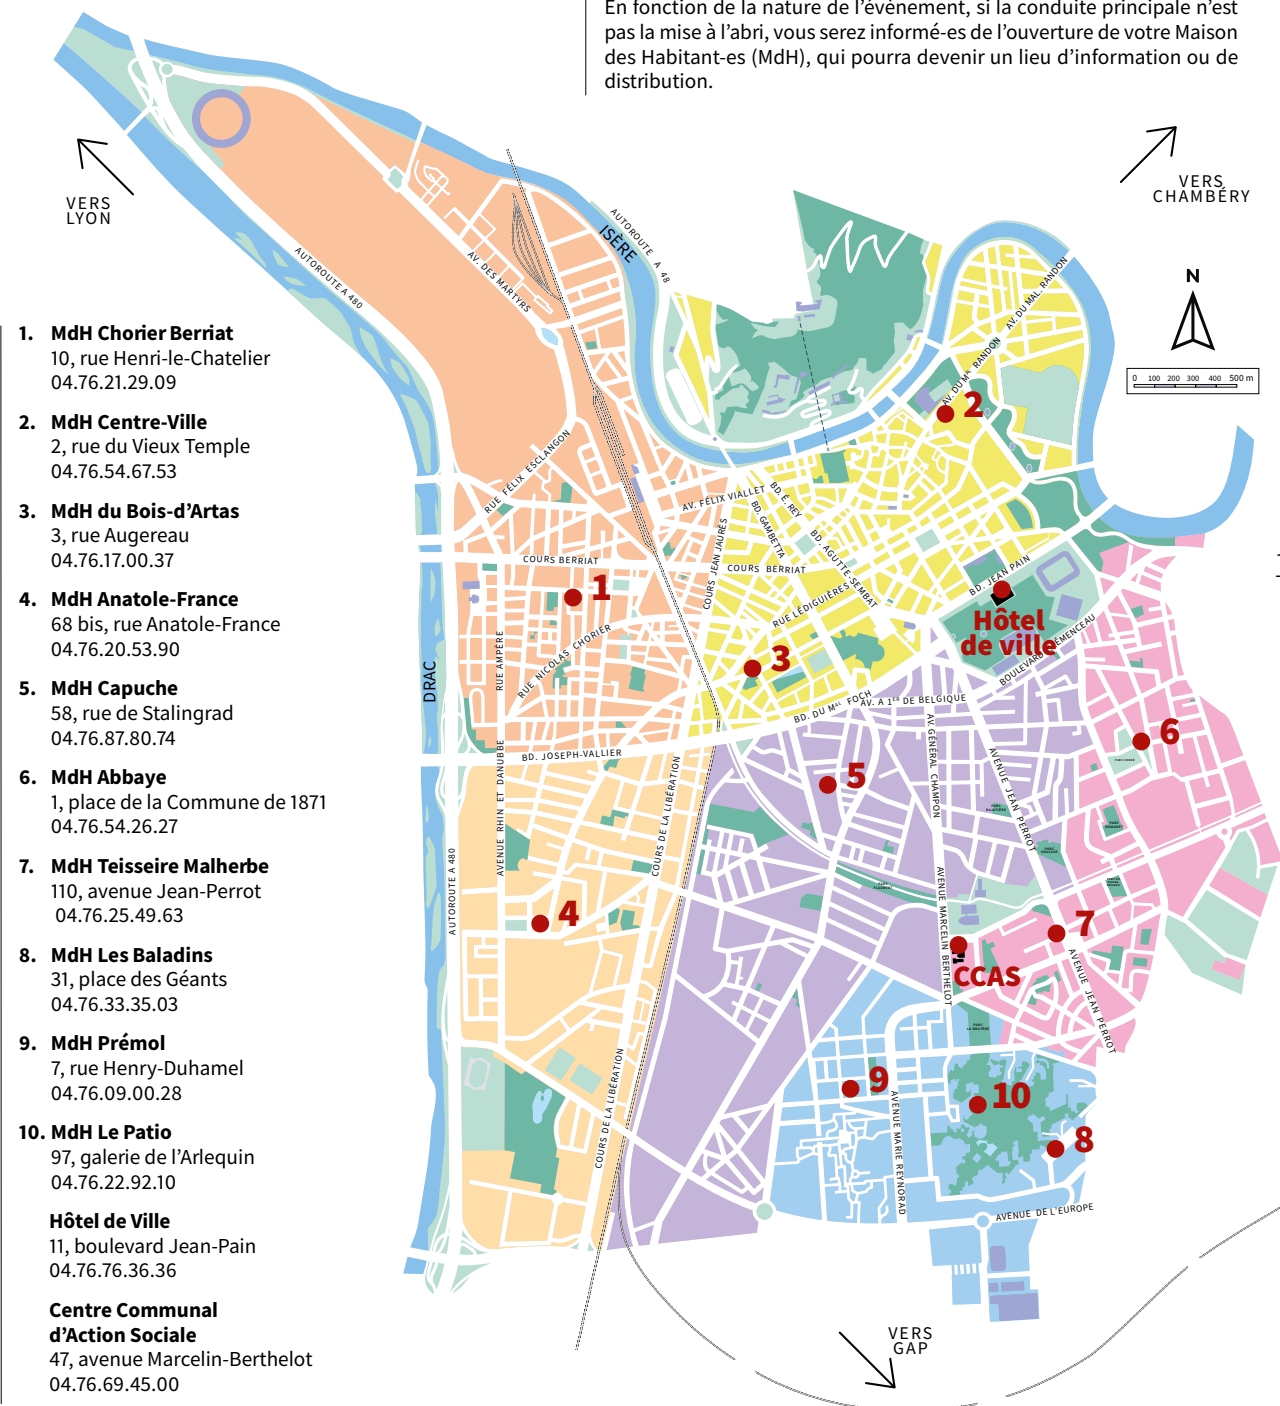 En fonction de la nature de l’évènement, si la conduite principale n’est
pas la mise à l’abri, vous serez informé-es de l’ouverture de votre Maison
des Habitant-es (MdH), qui pourra devenir un lieu d’information ou de
distribution.
VERS
LYON
VERS
CHAMBÉRY
N
0 100 200 300 400 500 m
1. MdH Chorier Berriat
10, rue Henri-le-Chatelier
04.76.21.29.09
2. MdH Centre-Ville
2, rue du Vieux Temple
04.76.54.67.53
3. MdH du Bois-d’Artas
3, rue Augereau
04.76.17.00.37
4. MdH Anatole-France
68 bis, rue Anatole-France
04.76.20.53.90
5. MdH Capuche
58, rue de Stalingrad
04.76.87.80.74
6. MdH Abbaye
1, place de la Commune de 1871
04.76.54.26.27
7. MdH Teisseire Malherbe
110, avenue Jean-Perrot
04.76.25.49.63
8. MdH Les Baladins
31, place des Géants
04.76.33.35.03
9. MdH Prémol
7, rue Henry-Duhamel
04.76.09.00.28
10. MdH Le Patio
97, galerie de l’Arlequin
04.76.22.92.10
Hôtel de Ville
11, boulevard Jean-Pain
04.76.76.36.36
Centre Communal
d’Action Sociale
47, avenue Marcelin-Berthelot
04.76.69.45.00
AUTOROUTE A 48
ISÈRE
AUTOROUTE A 480
AV. DES MARTYRS
AV. DU MAL. RANDON
AV. DU Mᴬᴸ RANDON
2
RUE FÉLIX ESCLANGON
AV. FÉLIX VIALLET
BD. É. REY
BD. GAMBETTA
BD. AGUTTE-SEMBAT
COURS JEAN JAURÈS
COURS BERRIAT
COURS BERRIAT
BD. JEAN PAIN
1
RUE LEDIGUIÈRES
Hôtel
de ville
BOULEVARD CLÉMENCEAU
RUE AMPÈRE
RUE NICOLAS CHORIER
3
DRAC
BD. DU Mᴬᴸ FOCH
AV. A 1ᴱᴿ DE BELGIQUE
6
BD. JOSEPH-VALLIER
AVENUE RHIN ET DANUBBE
COURS DE LA LIBÉRATION
5
AV. GÉNÉRAL CHAMPON
AVENUE JEAN PERROT
AUTOROUTE A 480
4
AVENUE MARCELIN BERTHELOT
7
CCAS
AVENUE JEAN PERROT
PARC
LA BRUYÈRE
COURS DE LA LIBÉRATION
9
10
8
AVENUE MARIE REYNORAD
AVENUE DE L'EUROPE
VERS
GAP